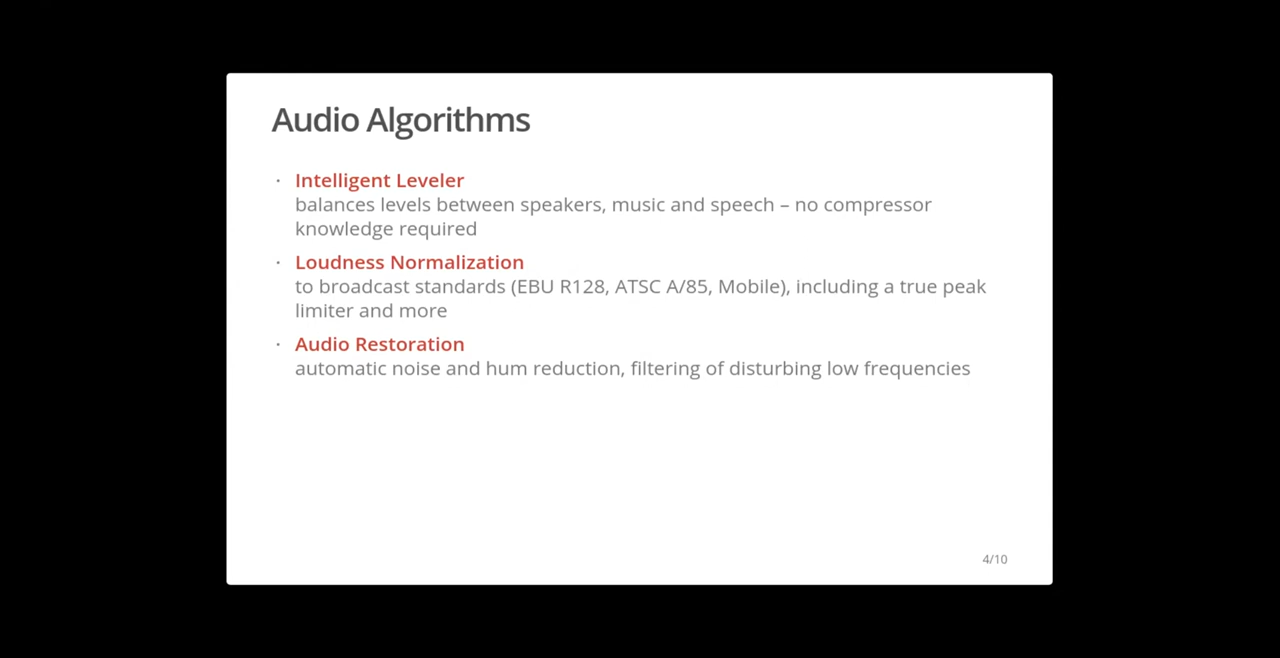 Audio Algorithms
· Intelligent Leveler
balances levels between speakers, music and speech – no compressor
knowledge required
· Loudness Normalization
to broadcast standards (EBU R128, ATSC A/85, Mobile), including a true peak
limiter and more
· Audio Restoration
automatic noise and hum reduction, filtering of disturbing low frequencies
4/10